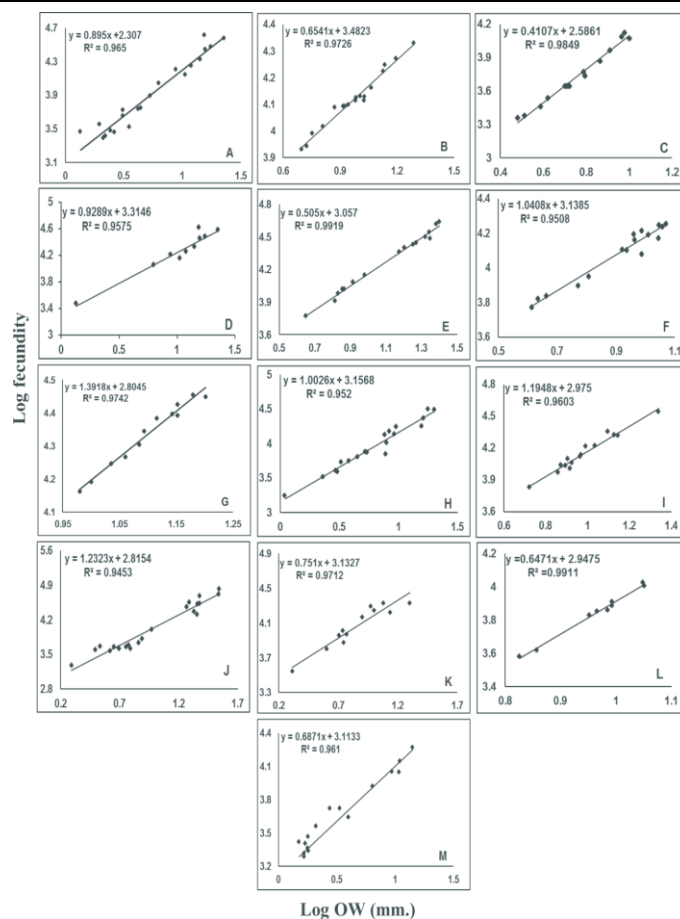 y = 0.895x + 2.307
R² = 0.965
4.7
4.3
3.9
3.5
3.1
0 0.5 1 1.5
A
y = 0.6541x + 3.4823
R² = 0.9726
4.4
4.3
4.2
4.1
4
3.9
0.6 0.8 1 1.2 1.4
B
y = 0.4107x + 2.5861
R² = 0.9849
4.2
3.9
3.6
3.3
3
0.4 0.6 0.8 1
C
y = 0.9289x + 3.3146
R² = 0.9575
5
4.6
4.2
3.8
3.4
3
0 0.5 1 1.5
D
y = 0.505x + 3.057
R² = 0.9919
4.8
4.5
4.2
3.9
3.6
0.5 0.7 0.9 1.1 1.3 1.5
E
y = 1.0408x + 3.1385
R² = 0.9508
4.4
4.2
4
3.8
3.6
0.5 0.7 0.9 1.1
F
Log fecundity
y = 1.3918x + 2.8045
R² = 0.9742
4.5
4.4
4.3
4.2
4.1
0.95 1.05 1.15 1.25
G
y = 1.0026x + 3.1568
R² = 0.952
5
4.5
4
3.5
3
0 0.5 1 1.5
H
y = 1.1948x + 2.975
R² = 0.9603
4.8
4.5
4.2
3.9
3.6
0.6 0.8 1 1.2 1.4
I
y = 1.2323x + 2.8154
R² = 0.9453
5.6
4.9
4.2
3.5
2.8
0.2 0.7 1.2 1.7
J
y = 0.751x + 3.1327
R² = 0.9712
4.9
4.5
4.1
3.7
3.3
0.2 0.7 1.2 1.7
K
y =0.6471x + 2.9475
R² =0.9911
4.2
4
3.8
3.6
3.4
0.8 0.9 1 1.1
L
y = 0.6871x + 3.1133
R² = 0.961
4.4
4.1
3.8
3.5
3.2
0 0.5 1 1.5
M
Log OW (mm.)